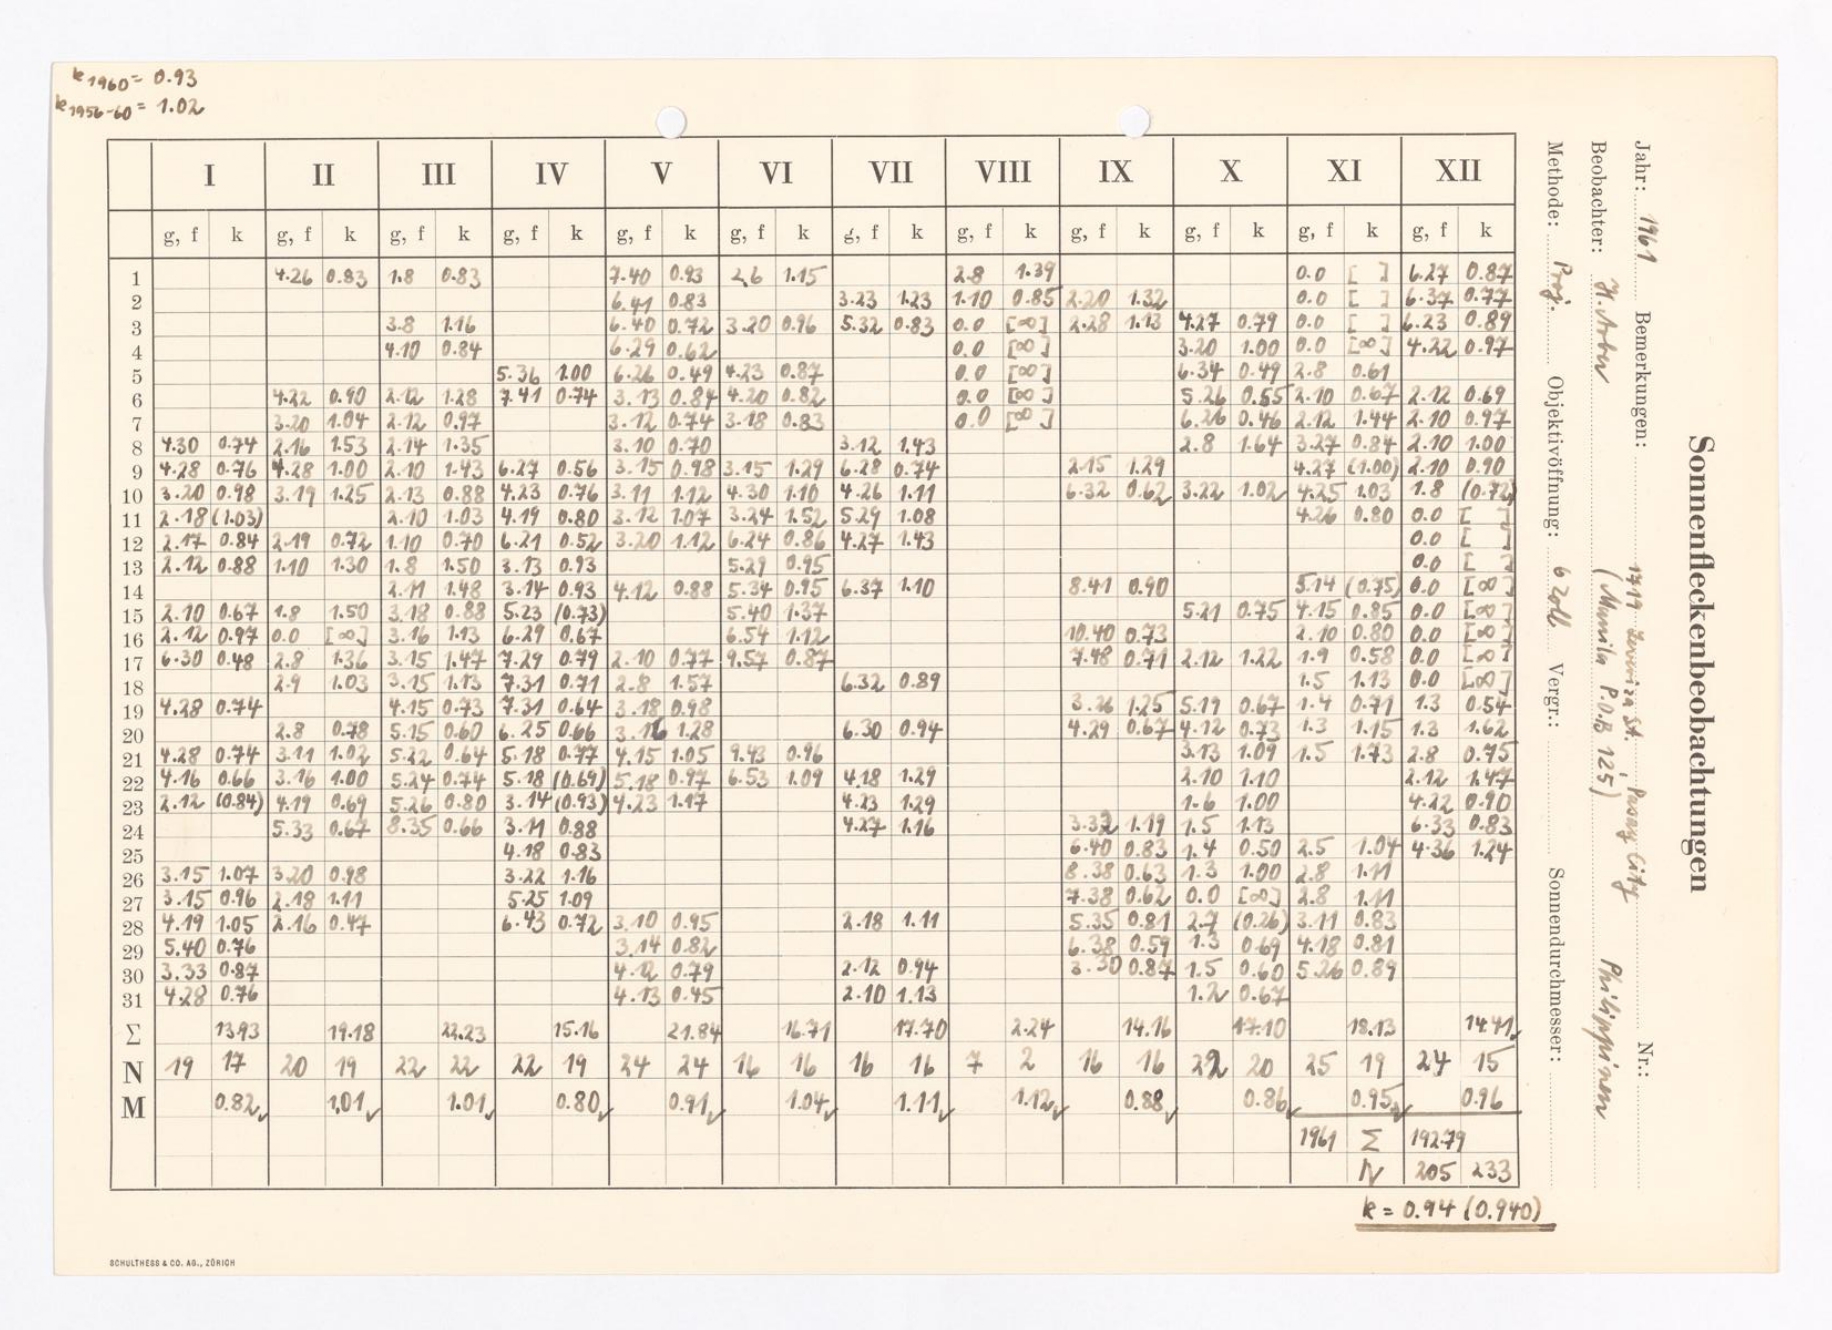 k 1960 = 0.93
k 1956-60 = 1.02
Sonnenfleckenbeobachtungen
Jahr: 1961 Bemerkungen: 1719 St., Pasay City Nr.:
Beobachter: (Manila P.O.B 125) Philippinen
Methode: Proj. Objektivöffnung: 6 Zoll Vergr.: Sonnendurchmesser:
I II III IV V VI VII VIII IX X XI XII
g, f k g, f k g, f k g, f k g, f k g, f k g, f k g, f k g, f k g, f k g, f k g, f k
1 4.26 0.83 1.8 0.83 7.40 0.93 2.6 1.15 2.8 1.39 0.0 [ ] 6.27 0.87
2 6.41 0.83 3.23 1.23 1.10 0.85 2.20 1.32 0.0 [ ] 6.37 0.77
3 3.8 1.16 6.40 0.72 3.20 0.96 5.32 0.83 0.0 [∞] 2.28 1.13 4.27 0.79 0.0 [ ] 6.23 0.89
4 4.10 0.84 6.29 0.62 0.0 [∞] 3.20 1.00 0.0 [∞] 4.22 0.97
5 5.36 1.00 6.26 0.49 4.23 0.87 0.0 [∞] 6.34 0.49 2.8 0.61
6 4.22 0.90 2.12 1.28 7.41 0.74 3.13 0.84 4.20 0.82 0.0 [∞] 5.26 0.55 2.10 0.67 2.12 0.69
7 3.20 1.04 2.12 0.97 3.12 0.74 3.18 0.83 0.0 [∞] 6.26 0.46 2.12 1.44 2.10 0.97
8 4.30 0.74 2.16 1.53 2.14 1.35 3.10 0.70 3.12 1.43 2.8 1.64 3.27 0.84 2.10 1.00
9 4.28 0.76 4.28 1.00 2.10 1.43 6.27 0.56 3.15 0.98 3.15 1.29 6.28 0.74 2.15 1.29 4.27 (1.00) 2.10 0.90
10 3.20 0.98 3.19 1.25 2.13 0.88 4.23 0.76 3.11 1.12 4.30 1.10 4.26 1.11 6.32 0.62 3.22 1.02 4.25 1.03 1.8 (0.72)
11 2.18 (1.03) 2.10 1.03 4.19 0.80 3.12 1.07 3.24 1.52 5.29 1.08 4.26 0.80 0.0 [ ]
12 2.17 0.84 2.19 0.72 1.10 0.70 6.21 0.52 3.20 1.12 6.24 0.86 4.27 1.43 0.0 [ ]
13 2.12 0.88 1.10 1.30 1.8 1.50 3.13 0.93 5.29 0.95 0.0 [ ]
14 2.11 1.48 3.14 0.93 4.12 0.88 5.34 0.95 6.37 1.10 8.41 0.90 5.14 (0.75) 0.0 [∞]
15 2.10 0.67 1.8 1.50 3.18 0.88 5.23 (0.73) 5.40 1.37 5.21 0.75 4.15 0.85 0.0 [∞]
16 2.12 0.97 0.0 [∞] 3.16 1.13 6.29 0.67 6.54 1.12 10.40 0.73 2.10 0.80 0.0 [∞]
17 6.30 0.48 2.8 1.36 3.15 1.47 7.29 0.79 2.10 0.77 9.57 0.87 7.48 0.71 2.12 1.22 1.9 0.58 0.0 [∞]
18 2.9 1.03 3.15 1.13 7.31 0.71 2.8 1.57 6.32 0.89 1.5 1.13 0.0 [∞]
19 4.28 0.74 4.15 0.73 7.31 0.64 3.18 0.98 3.26 1.25 5.19 0.67 1.4 0.71 1.3 0.54
20 2.8 0.78 5.15 0.60 6.25 0.66 3.16 1.28 6.30 0.94 4.29 0.67 4.12 0.73 1.3 1.15 1.3 1.62
21 4.28 0.74 3.11 1.02 5.22 0.64 5.18 0.77 4.15 1.05 9.43 0.96 3.13 1.09 1.5 1.73 2.8 0.75
22 4.16 0.66 3.16 1.00 5.24 0.74 5.18 (0.69) 5.18 0.97 6.53 1.09 4.18 1.29 2.10 1.10 2.12 1.47
23 2.12 (0.84) 4.19 0.69 5.26 0.80 3.14 (0.93) 4.23 1.17 4.23 1.29 1.6 1.00 4.22 0.90
24 5.33 0.67 8.35 0.66 3.11 0.88 4.27 1.16 3.32 1.19 1.5 1.13 6.33 0.83
25 4.18 0.83 6.40 0.83 1.4 0.50 2.5 1.04 4.36 1.24
26 3.15 1.07 3.20 0.98 3.22 1.16 8.38 0.63 1.3 1.00 2.8 1.11
27 3.15 0.96 2.18 1.11 5.25 1.09 7.38 0.62 0.0 [∞] 2.8 1.11
28 4.19 1.05 2.16 0.47 6.43 0.72 3.10 0.95 2.18 1.11 5.35 0.81 2.7 (0.26) 3.11 0.83
29 5.40 0.76 3.14 0.82 6.38 0.59 1.3 0.69 4.18 0.81
30 3.33 0.87 4.12 0.79 2.12 0.94 3.30 0.87 1.5 0.60 5.26 0.89
31 4.28 0.76 4.13 0.45 2.10 1.13 1.2 0.67
Σ 13.93 19.18 22.23 15.16 21.84 16.71 17.70 2.24 14.16 17.10 18.13 14.41
N 19 17 20 19 22 22 22 19 24 24 16 16 16 16 7 2 16 16 22 20 25 19 24 15
M 0.82 1.01 1.01 0.80 0.91 1.04 1.11 1.12 0.88 0.86 0.95 0.96
1961 Σ 192.79
N 205 233
k = 0.94 (0.940)
SCHULTHESS & CO. AG., ZÜRICH